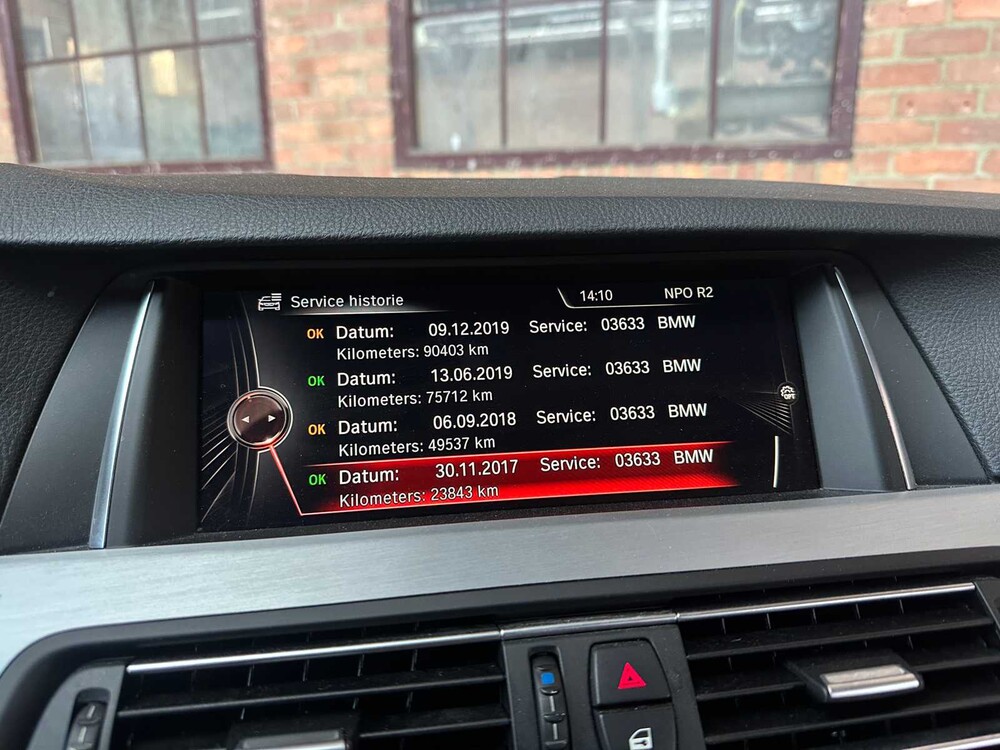 Service historie 14:10 NPO R2
OK Datum: 09.12.2019 Service: 03633 BMW
Kilometers: 90403 km
OK Datum: 13.06.2019 Service: 03633 BMW
Kilometers: 75712 km
OK Datum: 06.09.2018 Service: 03633 BMW
Kilometers: 49537 km
OK Datum: 30.11.2017 Service: 03633 BMW
Kilometers: 23843 km
OFF